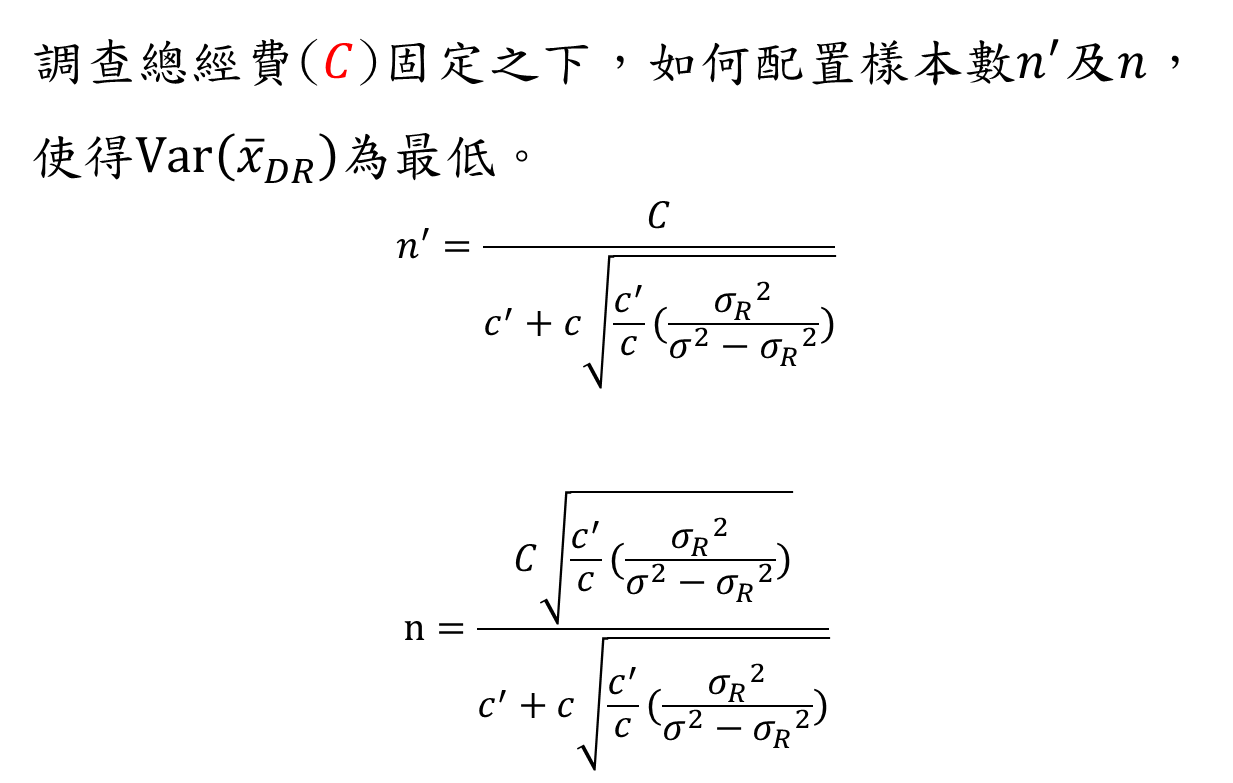 調查總經費(C)固定之下，如何配置樣本數n′及n，
使得Var(x̄_DR)為最低。
n′ = C / (c′ + c√(c′/c (σ_R² / (σ² − σ_R²))))
n = C√(c′/c (σ_R² / (σ² − σ_R²))) / (c′ + c√(c′/c (σ_R² / (σ² − σ_R²))))